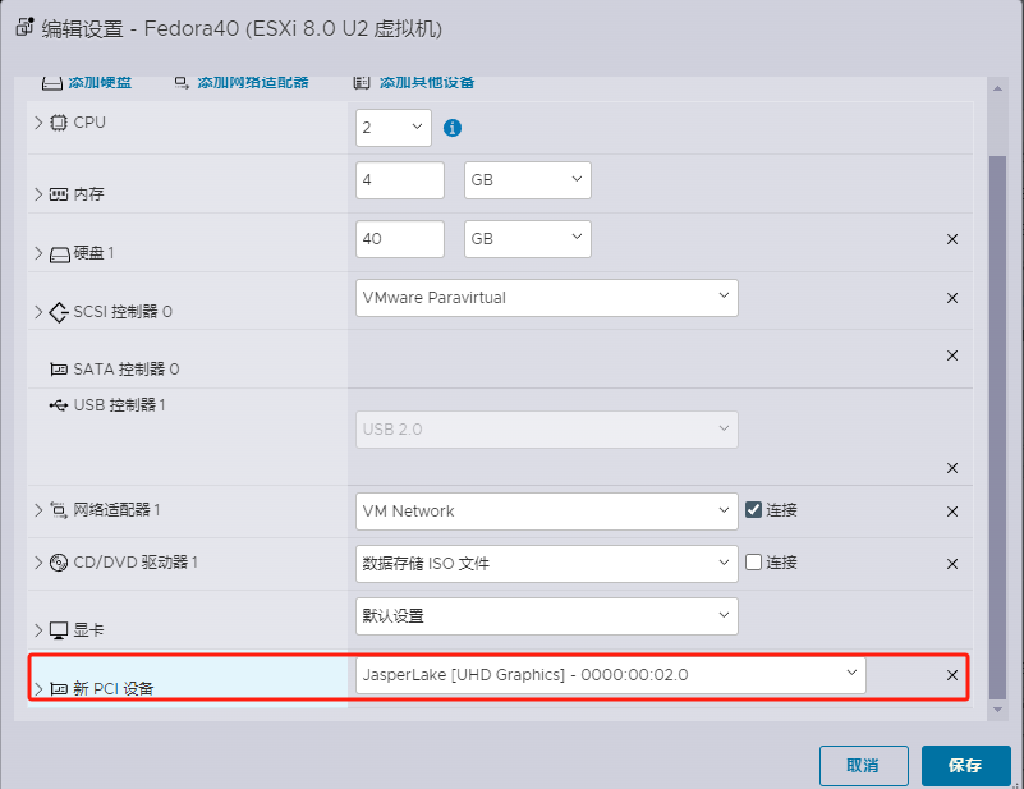 编辑设置 - Fedora40 (ESXi 8.0 U2 虚拟机)
添加硬盘 添加网络适配器 添加其他设备
CPU 2
内存 4 GB
硬盘 1 40 GB
SCSI 控制器 0 VMware Paravirtual
SATA 控制器 0
USB 控制器 1
USB 2.0
网络适配器 1 VM Network 连接
CD/DVD 驱动器 1 数据存储 ISO 文件 连接
显卡 默认设置
新 PCI 设备 JasperLake [UHD Graphics] - 0000:00:02.0
取消 保存